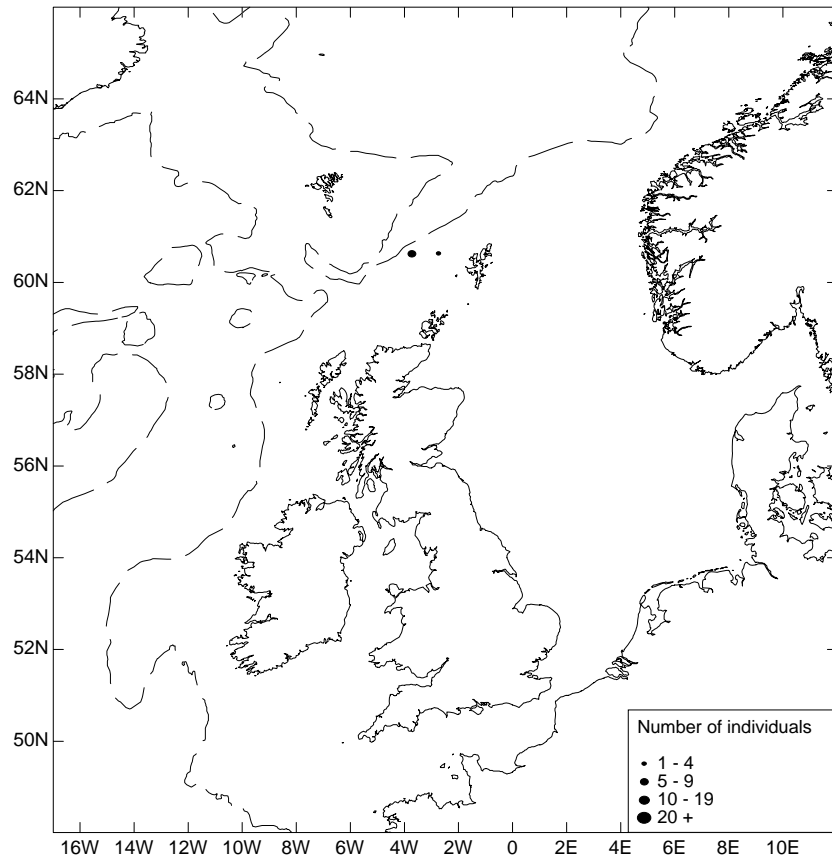 64N
62N
60N
58N
56N
54N
52N
50N
Number of individuals
1 - 4
5 - 9
10 - 19
20 +
16W 14W 12W 10W 8W 6W 4W 2W 0 2E 4E 6E 8E 10E